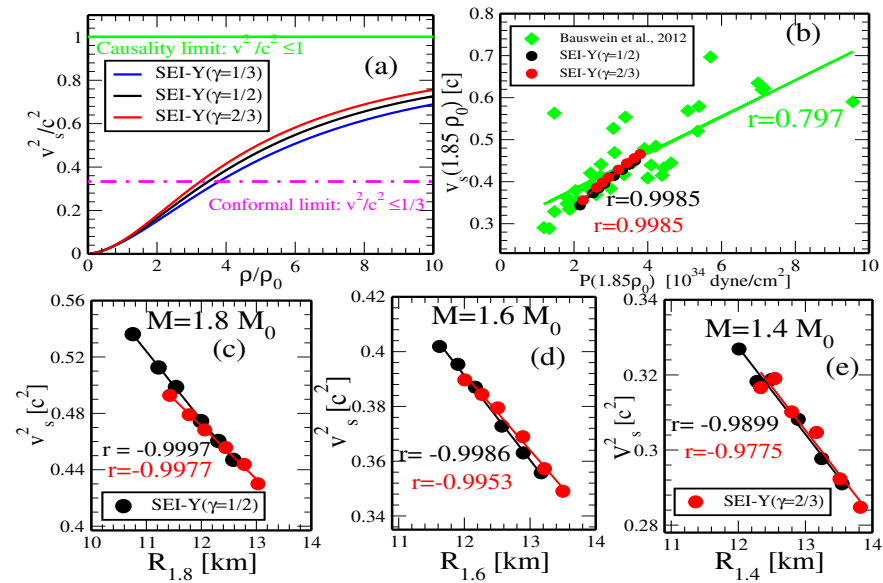 Causality limit: v²/c² ≤1
(a)
SEI-Y(γ=1/3)
SEI-Y(γ=1/2)
SEI-Y(γ=2/3)
Conformal limit: v²/c² ≤1/3
v_s²/c²
1
0.8
0.6
0.4
0.2
0
0 2 4 6 8 10
ρ/ρ₀
(b)
Bauswein et al., 2012
SEI-Y(γ=1/2)
SEI-Y(γ=2/3)
r=0.797
r=0.9985
r=0.9985
v_s(1.85 ρ₀) [c]
0.8
0.7
0.6
0.5
0.4
0.3
0.2
0 2 4 6 8 10
P(1.85ρ₀) [10³⁴ dyne/cm²]
M=1.8 M₀
(c)
v_s² [c²]
0.56
0.52
0.48
0.44
0.4
r = -0.9997
r=-0.9977
SEI-Y(γ=1/2)
10 11 12 13 14
R₁.₈ [km]
M=1.6 M₀
(d)
v_s² [c²]
0.42
0.4
0.38
0.36
0.34
r= -0.9986
r=-0.9953
11 12 13 14
R₁.₆ [km]
M=1.4 M₀
(e)
V_s² [c²]
0.34
0.32
0.3
0.28
r= -0.9899
r=-0.9775
SEI-Y(γ=2/3)
11 12 13 14
R₁.₄ [km]